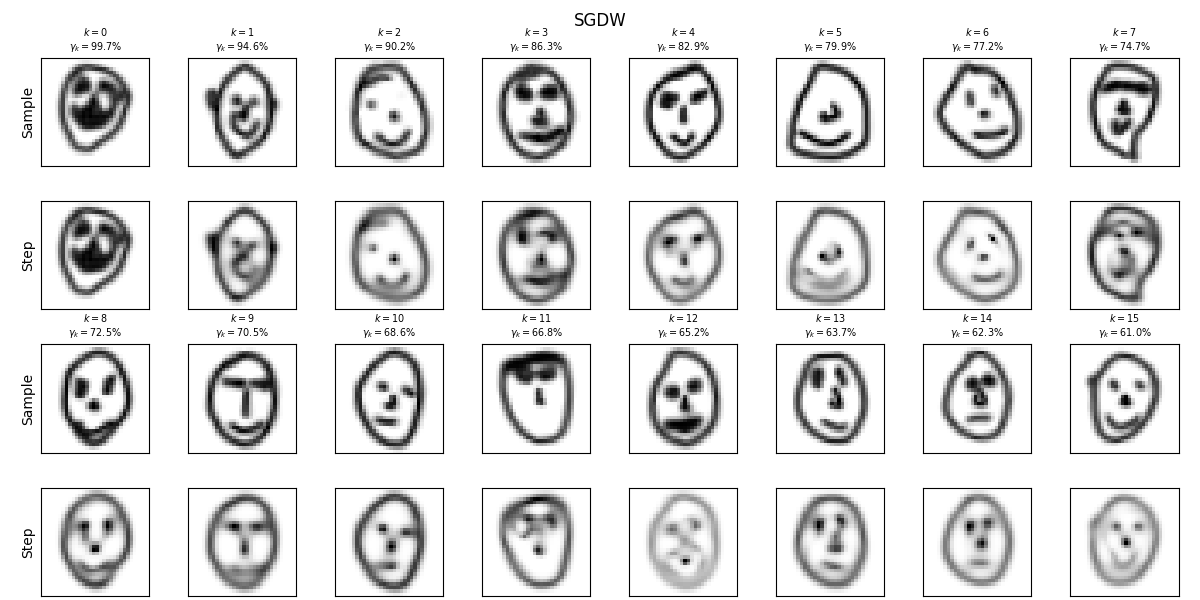 SGDW
k = 0 k = 1 k = 2 k = 3 k = 4 k = 5 k = 6 k = 7
γₖ = 99.7% γₖ = 94.6% γₖ = 90.2% γₖ = 86.3% γₖ = 82.9% γₖ = 79.9% γₖ = 77.2% γₖ = 74.7%
Sample
Step
k = 8 k = 9 k = 10 k = 11 k = 12 k = 13 k = 14 k = 15
γₖ = 72.5% γₖ = 70.5% γₖ = 68.6% γₖ = 66.8% γₖ = 65.2% γₖ = 63.7% γₖ = 62.3% γₖ = 61.0%
Sample
Step